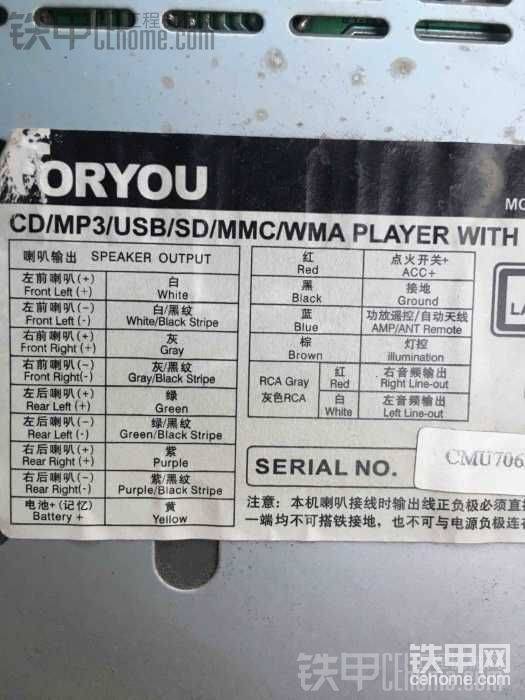 铁甲工程
CEhome.com
FORYOU
CD/MP3/USB/SD/MMC/WMA PLAYER WITH
喇叭输出 SPEAKER OUTPUT
左前喇叭(+) 白
Front Left (+) White
左前喇叭(-) 白/黑纹
Front Left (-) White/Black Stripe
右前喇叭(+) 灰
Front Right(+) Gray
右前喇叭(-) 灰/黑纹
Front Right(-) Gray/Black Stripe
左后喇叭(+) 绿
Rear Left (+) Green
左后喇叭(-) 绿/黑纹
Rear Left (-) Green/Black Stripe
右后喇叭(+) 紫
Rear Right(+) Purple
右后喇叭(-) 紫/黑纹
Rear Right(-) Purple/Black Stripe
电池+(记忆) 黄
Battery + Yellow
红 点火开关+
Red ACC+
黑 接地
Black Ground
蓝 功放遥控/自动天线
Blue AMP/ANT Remote
棕 灯控
Brown illumination
RCA Gray 红 右音频输出
Red Right Line-out
灰色RCA 白 左音频输出
White Left Line-out
LA
SERIAL NO. CMU706
注意: 本机喇叭接线时输出线正负极必须直接
一端均不可搭铁接地，也不可与电源负极连在
铁甲网
cehome.com